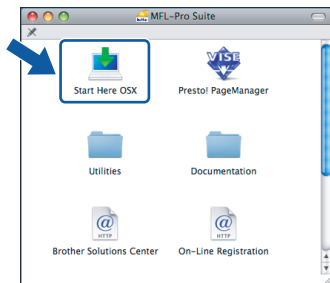 MFL-Pro Suite
Start Here OSX
VISE
Presto! PageManager
Utilities
Documentation
@
HTTP
Brother Solutions Center
@
HTTP
On-Line Registration